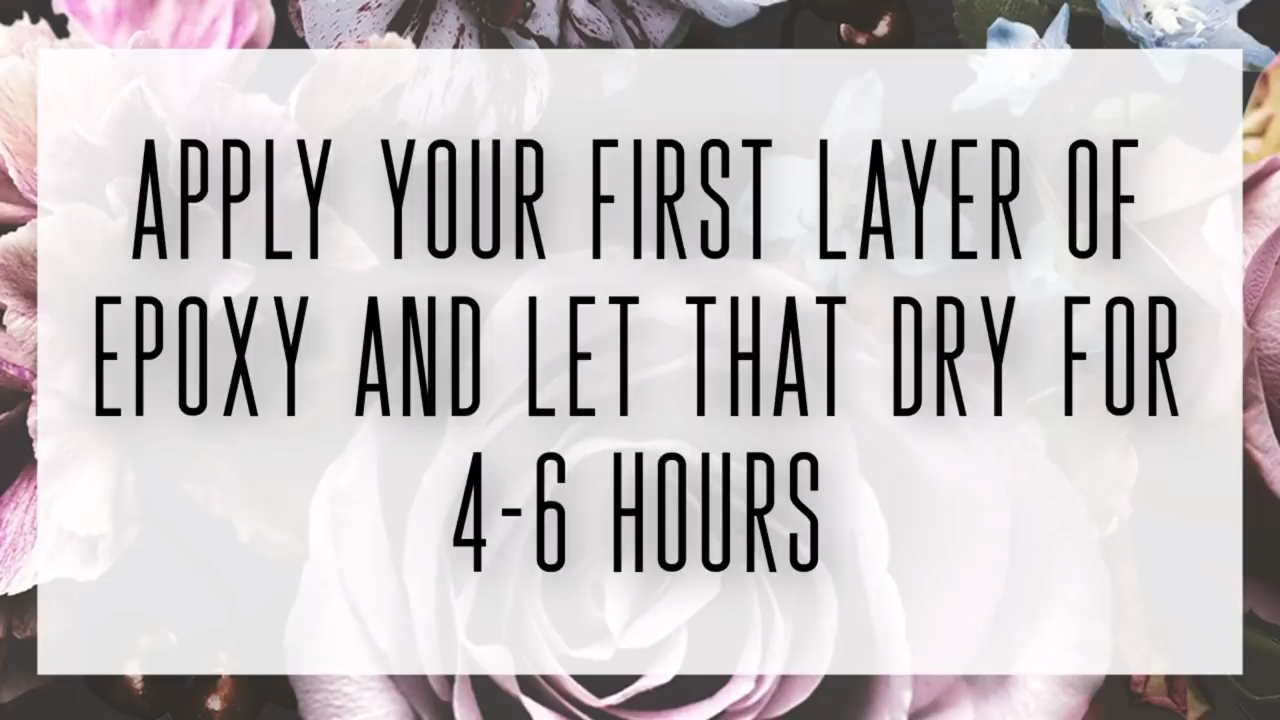 APPLY YOUR FIRST LAYER OF
EPOXY AND LET THAT DRY FOR
4-6 HOURS